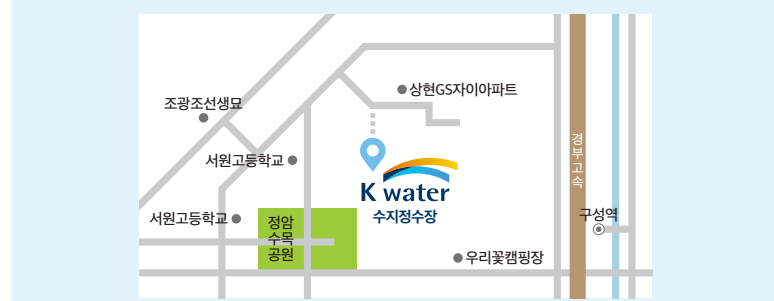 상현GS자이아파트
조광조선생묘
경부고속
서원고등학교
K water
수지정수장
서원고등학교
정암
수목
공원
구성역
우리꽃캠핑장